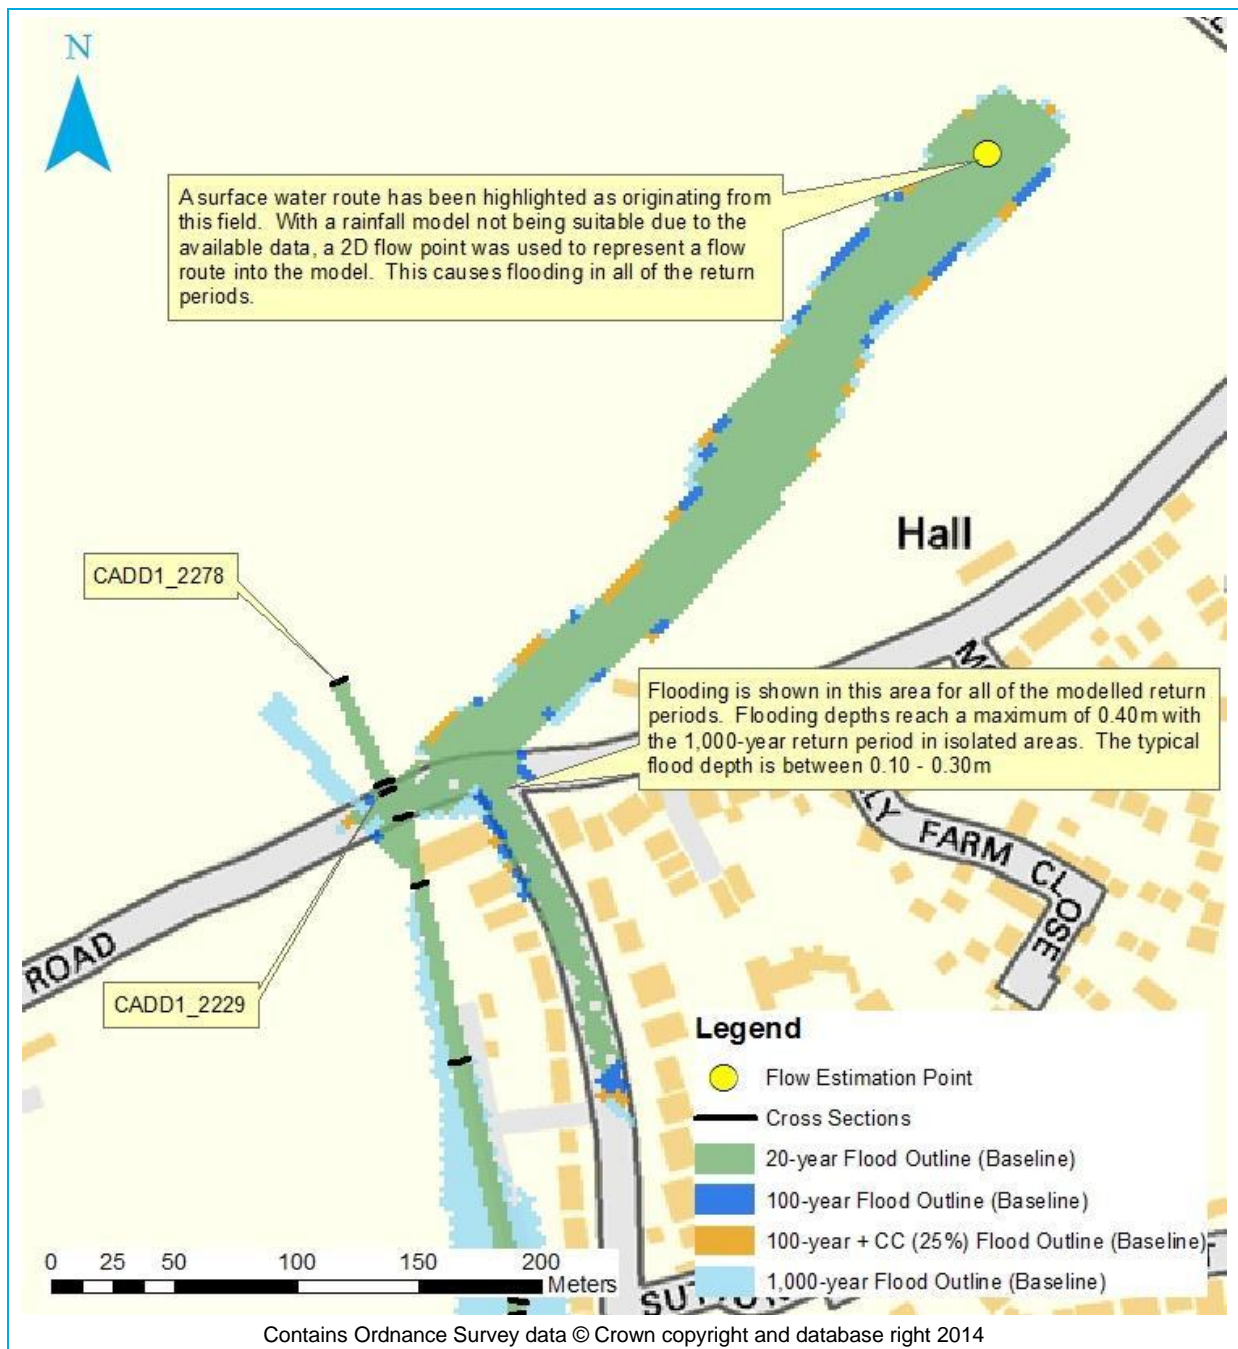 N
A surface water route has been highlighted as originating from
this field. With a rainfall model not being suitable due to the
available data, a 2D flow point was used to represent a flow
route into the model. This causes flooding in all of the return
periods.
Hall
CADD1_2278
Flooding is shown in this area for all of the modelled return
periods. Flooding depths reach a maximum of 0.40m with
the 1,000-year return period in isolated areas. The typical
flood depth is between 0.10 - 0.30m
FARM CLOSE
ROAD
CADD1_2229
Legend
Flow Estimation Point
Cross Sections
20-year Flood Outline (Baseline)
100-year Flood Outline (Baseline)
100-year + CC (25%) Flood Outline (Baseline)
1,000-year Flood Outline (Baseline)
0 25 50 100 150 200
Meters
Contains Ordnance Survey data © Crown copyright and database right 2014